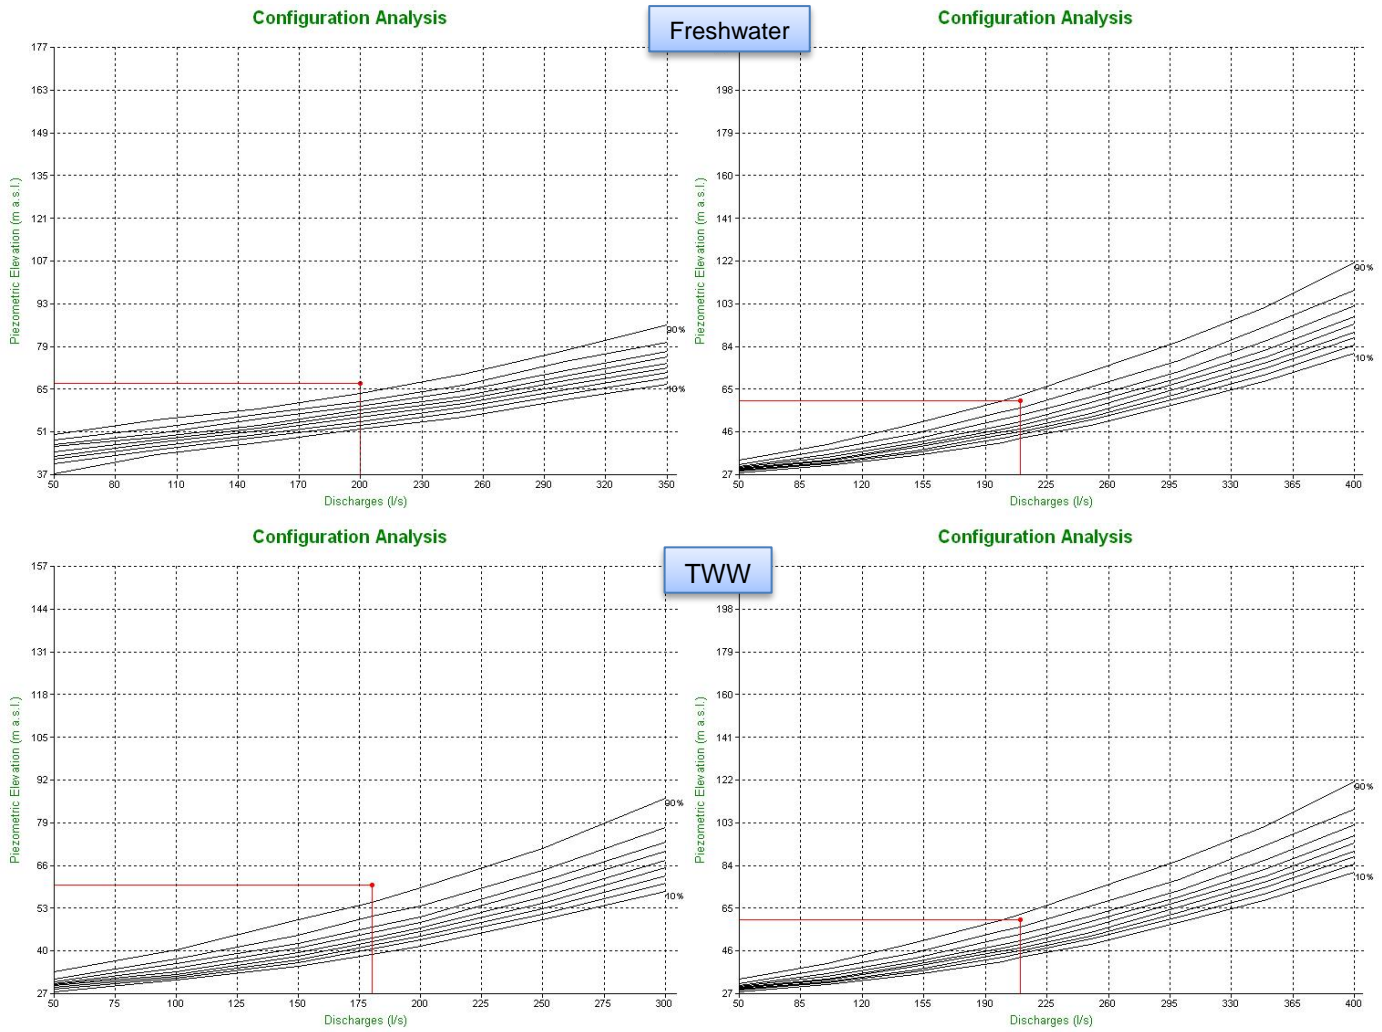 Configuration Analysis
Freshwater
Configuration Analysis
Piezometric Elevation (m a.s.l.)
177
163
149
135
121
107
93
79
65
51
37
50 80 110 140 170 200 230 260 290 320 350
90%
10%
Discharges (l/s)
Piezometric Elevation (m a.s.l.)
198
179
160
141
122
103
84
65
46
27
50 85 120 155 190 225 260 295 330 365 400
90%
10%
Discharges (l/s)
Configuration Analysis
TWW
Configuration Analysis
Piezometric Elevation (m a.s.l.)
157
144
131
118
105
92
79
66
53
40
27
50 75 100 125 150 175 200 225 250 275 300
90%
10%
Discharges (l/s)
Piezometric Elevation (m a.s.l.)
198
179
160
141
122
103
84
65
46
27
50 85 120 155 190 225 260 295 330 365 400
90%
10%
Discharges (l/s)